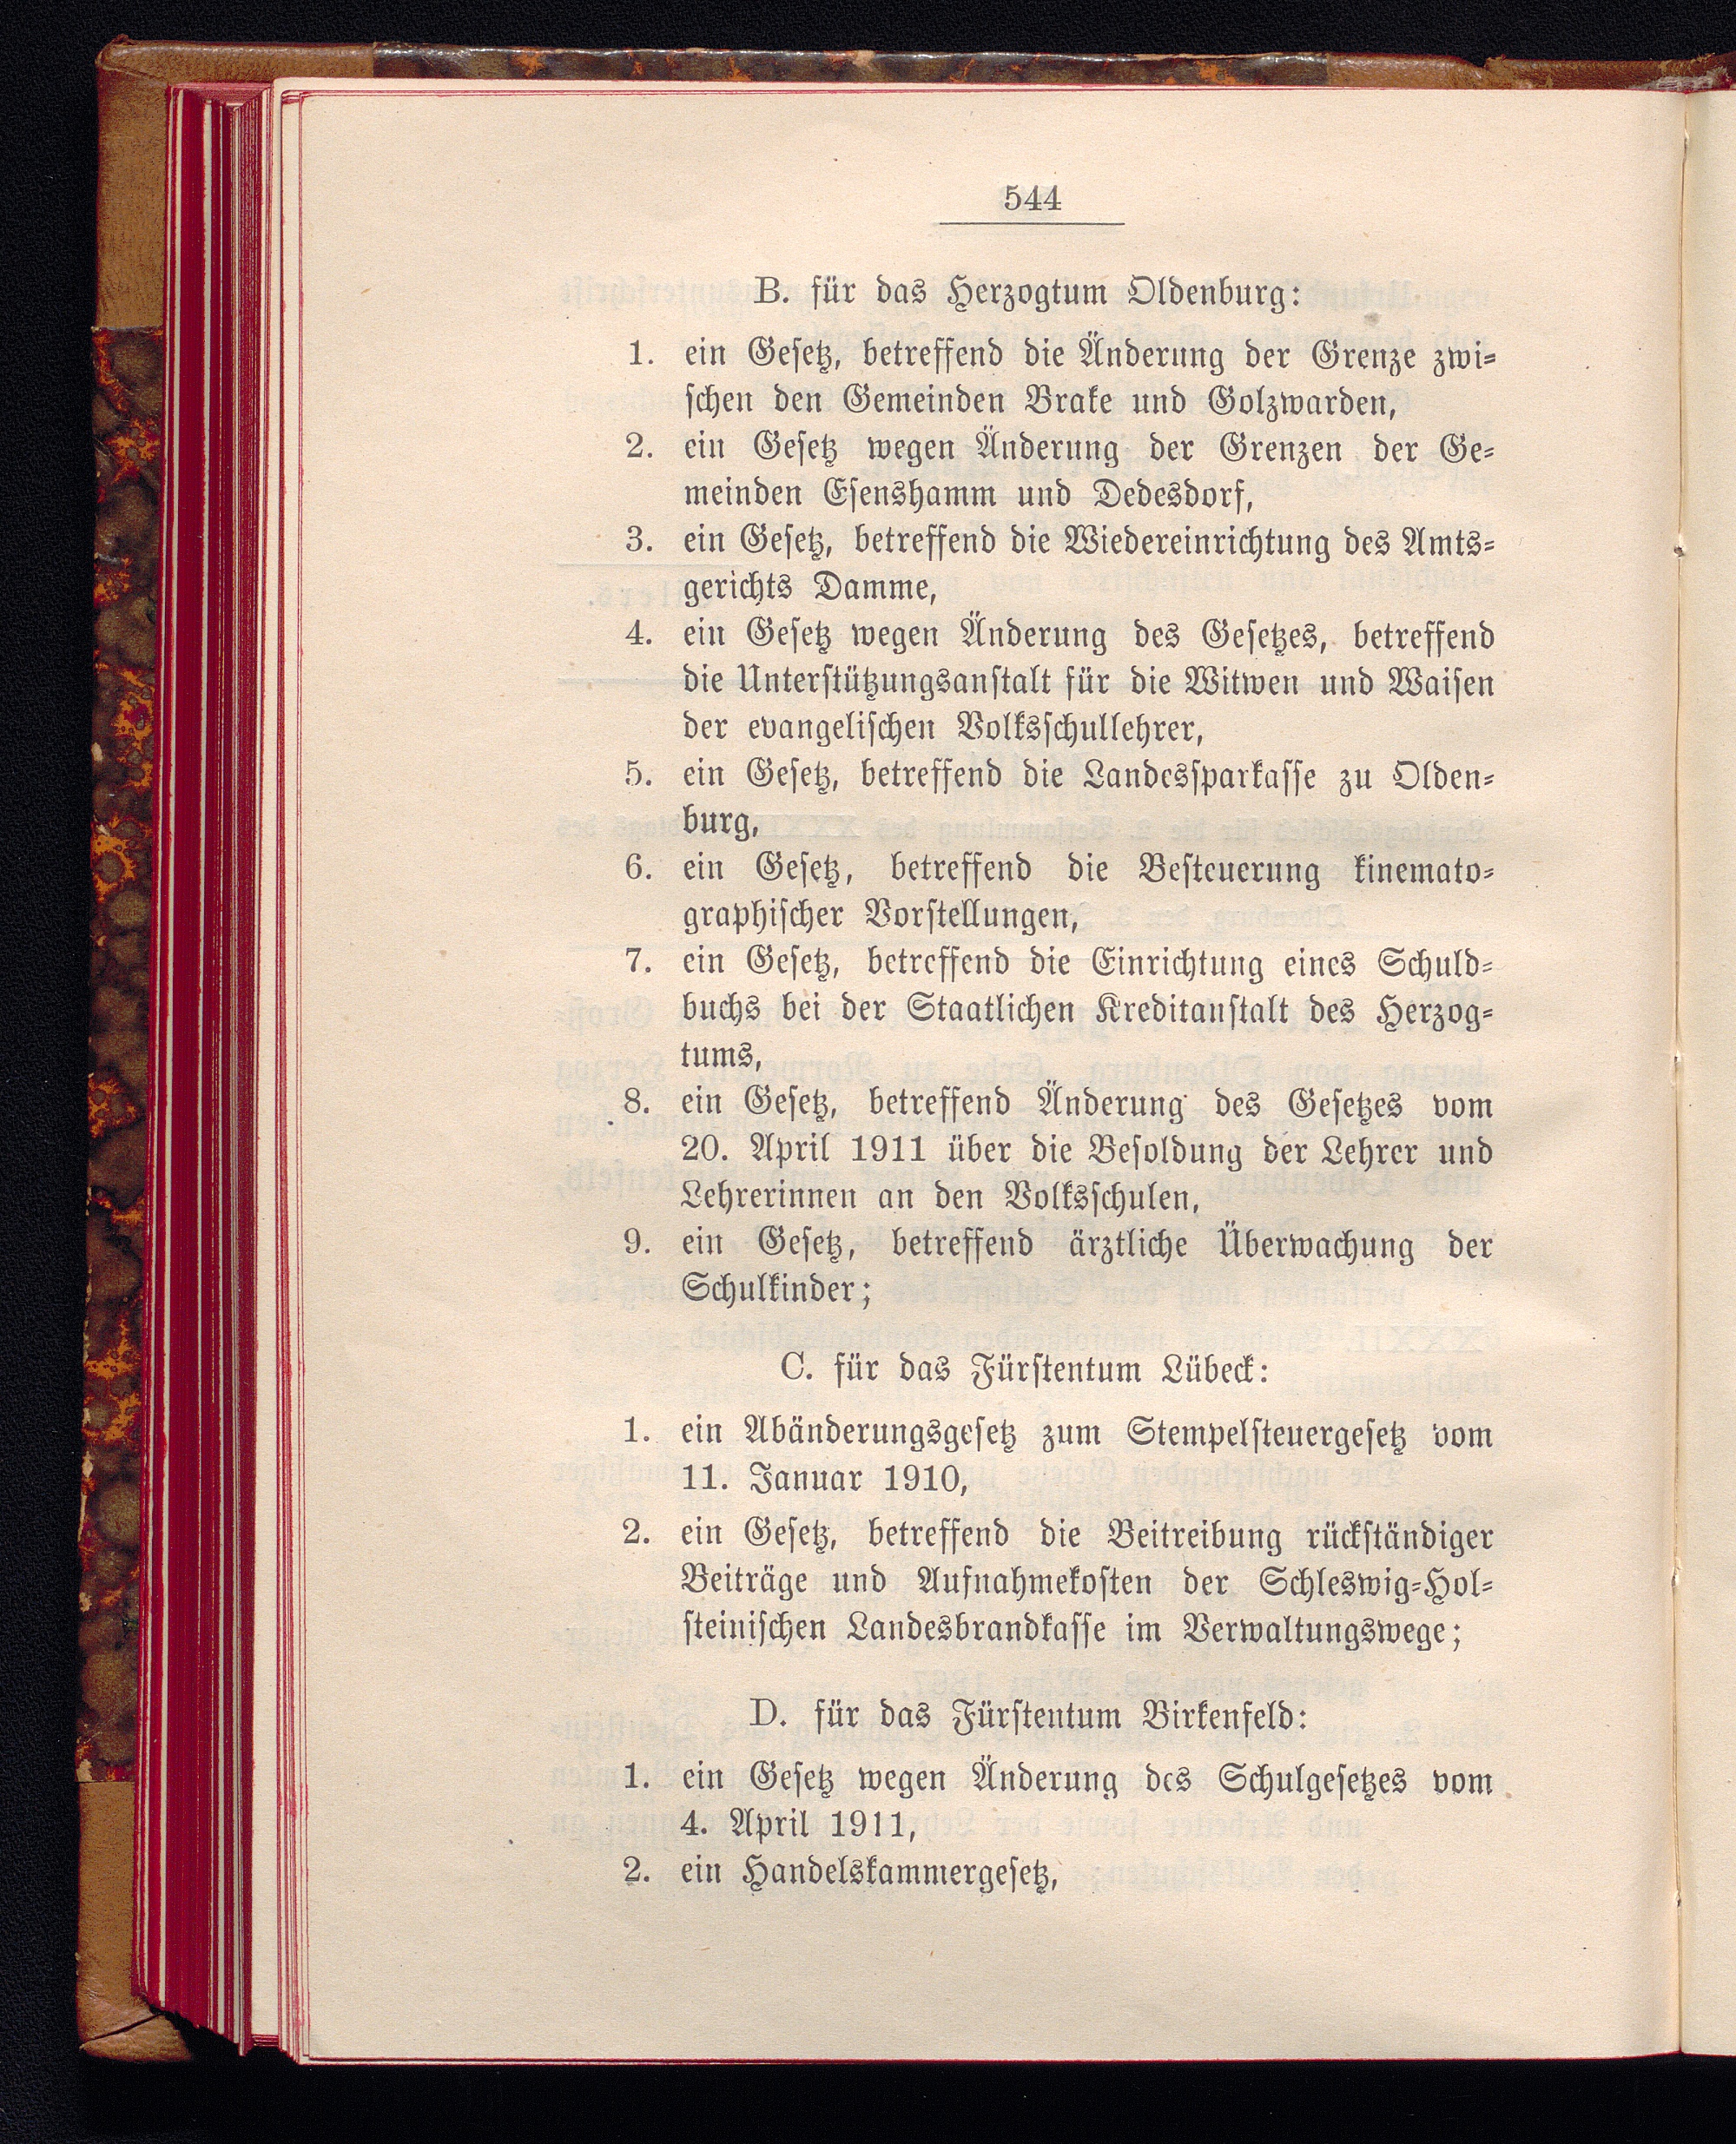 544
B. für das Herzogtum Oldenburg:
1. ein Gesetz, betreffend die Änderung der Grenze zwi-
schen den Gemeinden Brake und Golzwarden,
2. ein Gesetz wegen Änderung der Grenzen der Ge-
meinden Esenshamm und Dedesdorf,
3. ein Gesetz, betreffend die Wiedereinrichtung des Amts-
gerichts Damme,
4. ein Gesetz wegen Änderung des Gesetzes, betreffend
die Unterstützungsanstalt für die Witwen und Waisen
der evangelischen Volksschullehrer,
5. ein Gesetz, betreffend die Landessparkasse zu Olden-
burg,
6. ein Gesetz, betreffend die Besteuerung kinemato-
graphischer Vorstellungen,
7. ein Gesetz, betreffend die Einrichtung eines Schuld-
buchs bei der Staatlichen Kreditanstalt des Herzog-
tums,
8. ein Gesetz, betreffend Änderung des Gesetzes vom
20. April 1911 über die Besoldung der Lehrer und
Lehrerinnen an den Volksschulen,
9. ein Gesetz, betreffend ärztliche Überwachung der
Schulkinder;
C. für das Fürstentum Lübeck:
1. ein Abänderungsgesetz zum Stempelsteuergesetz vom
11. Januar 1910,
2. ein Gesetz, betreffend die Beitreibung rückständiger
Beiträge und Aufnahmekosten der Schleswig-Hol-
steinischen Landesbrandkasse im Verwaltungswege;
D. für das Fürstentum Birkenfeld:
1. ein Gesetz wegen Änderung des Schulgesetzes vom
4. April 1911,
2. ein Handelskammergesetz,